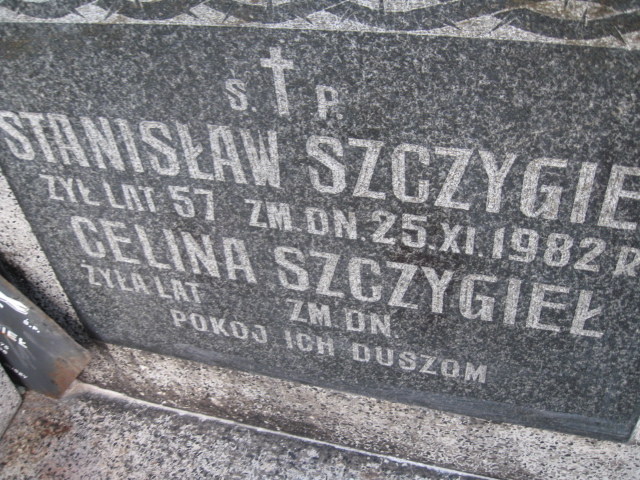 S. P.
STANISŁAW SZCZYGIE
ŻYŁ LAT 57 ZM DN. 25.XI.1982 R
CELINA SZCZYGIEŁ
ŻYŁA LAT ZM DN.
POKÓJ ICH DUSZOM